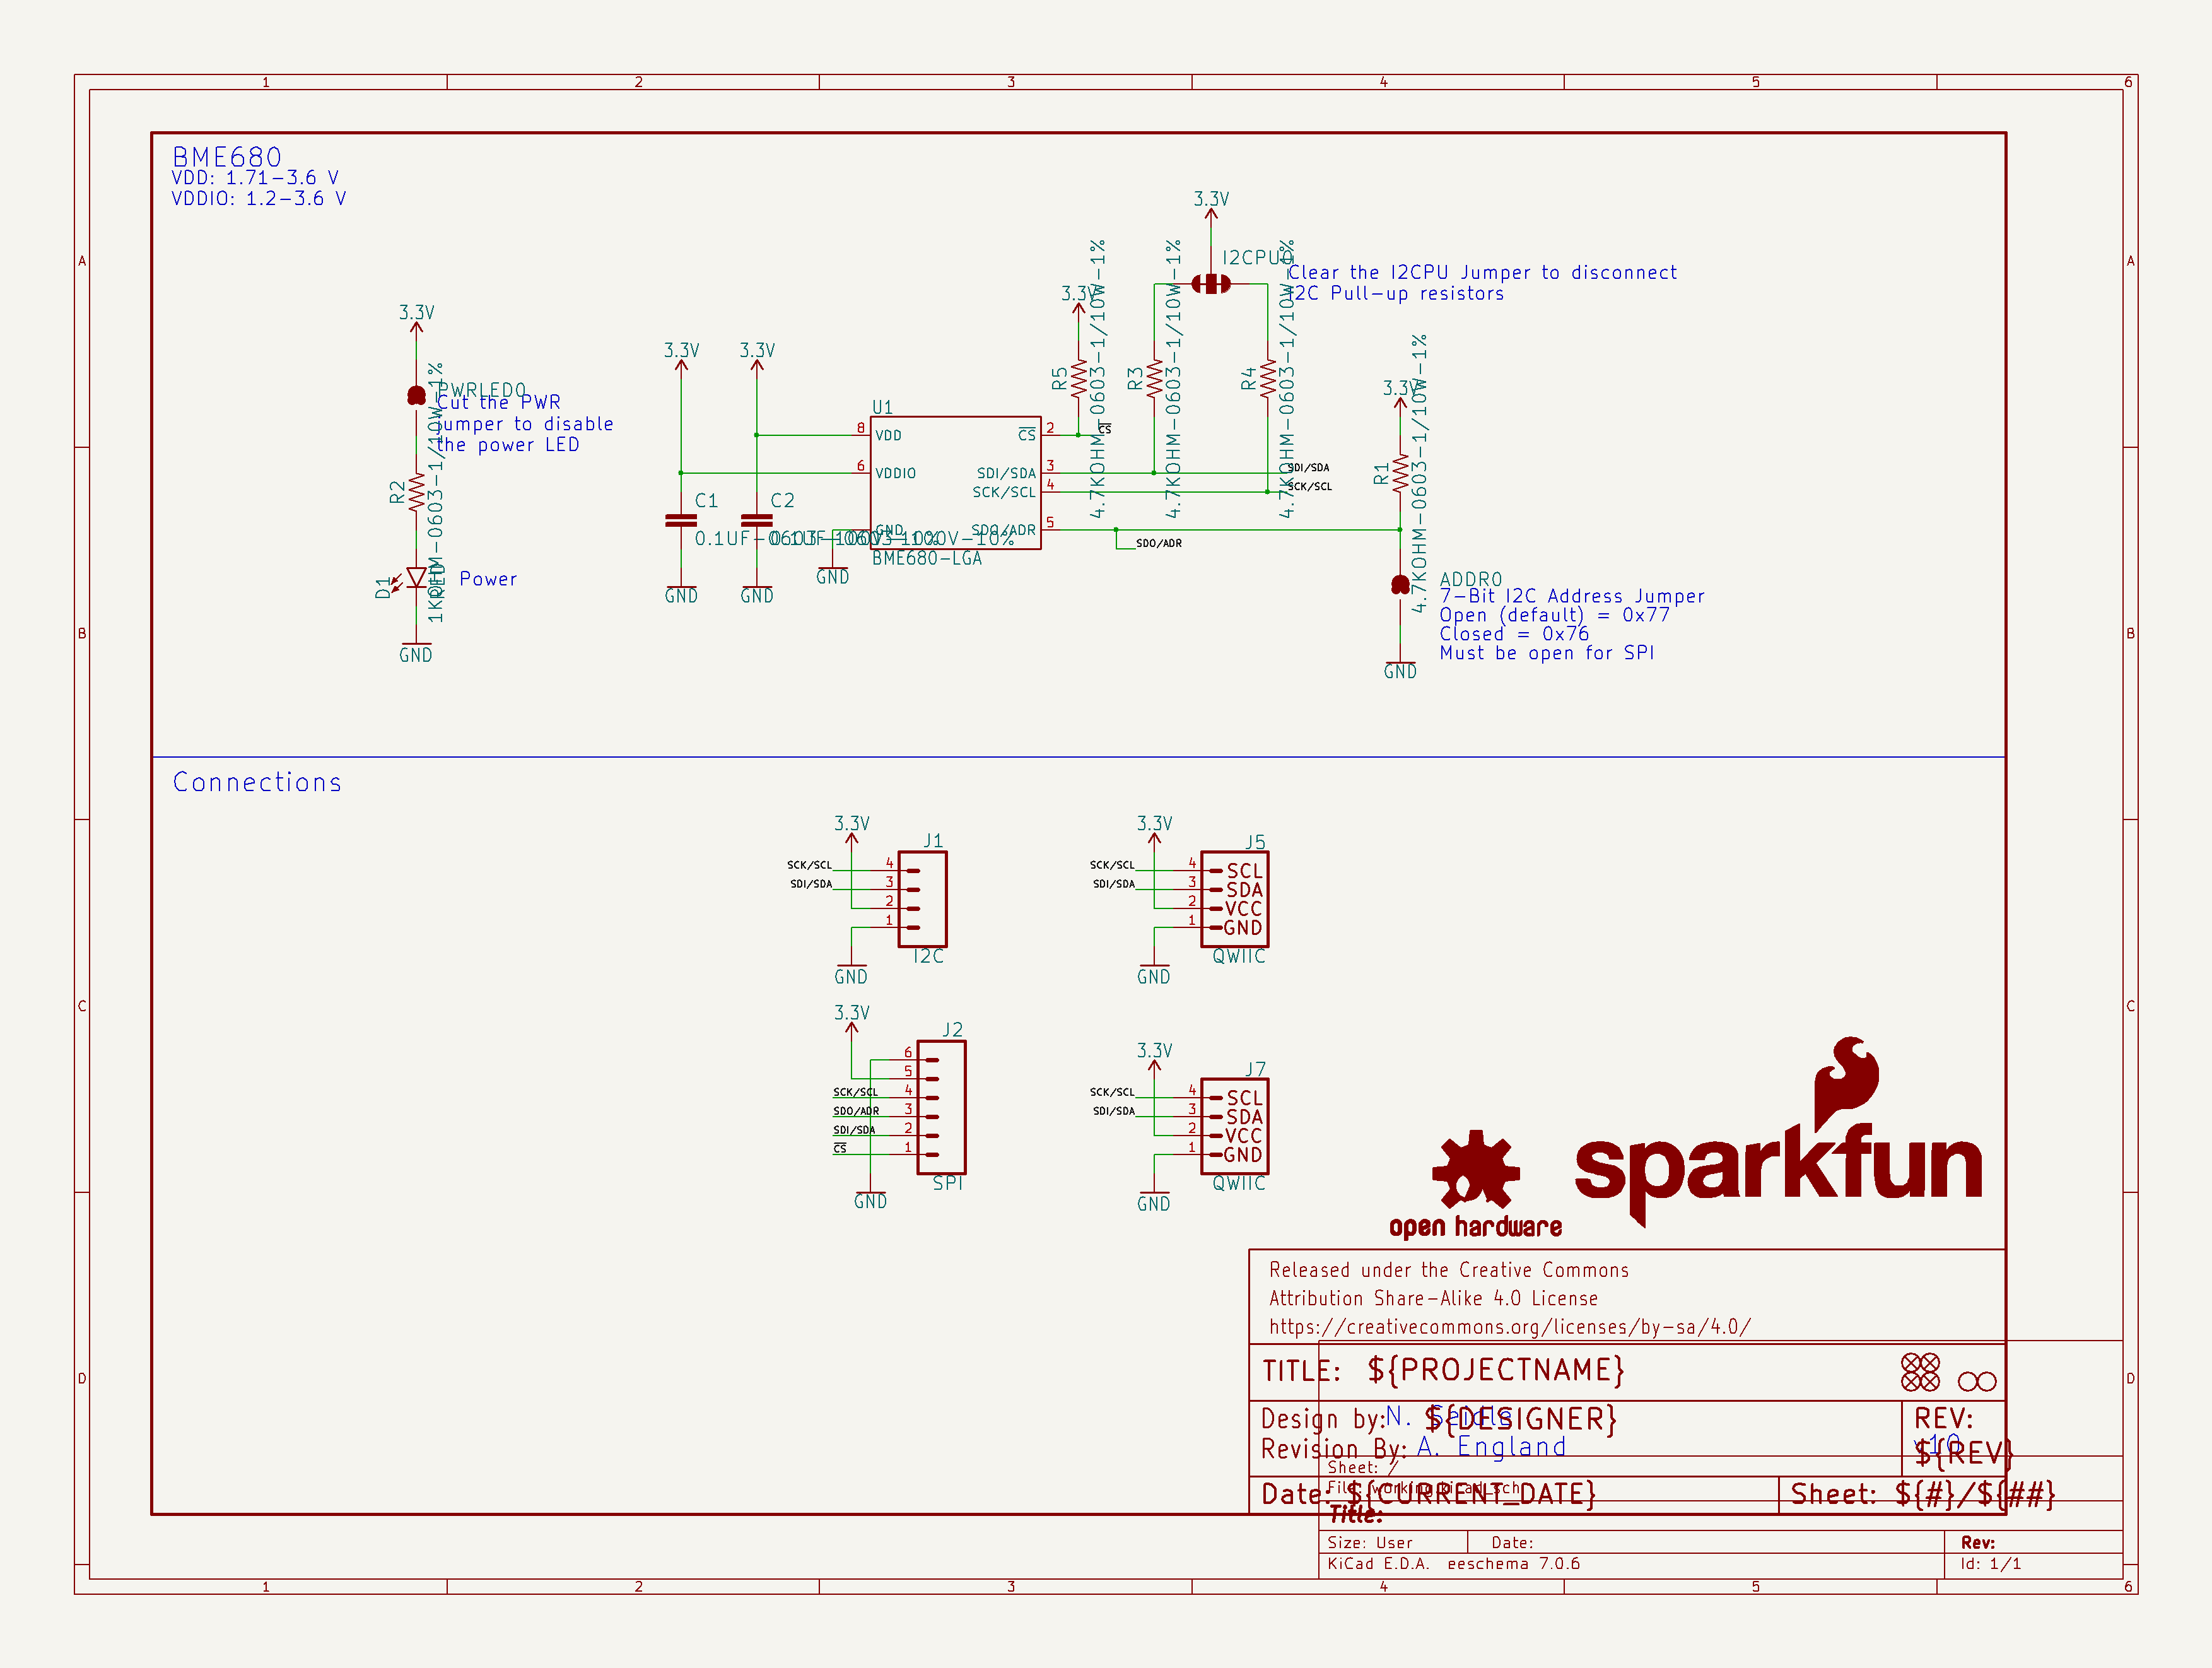 1 2 3 4 5 6
A A
B B
C C
D D
BME680
VDD: 1.71-3.6 V
VDDIO: 1.2-3.6 V
3.3V
PWRLED0
Cut the PWR
jumper to disable
the power LED
R2
1KOHM-0603-1/10W-1%
D1
RED
Power
GND
3.3V
C1
0.1UF-0603-100V-10%
GND
3.3V
C2
0.1UF-0603-100V-10%
GND
U1
8 VDD
6 VDDIO
GND
CS 2
SDI/SDA 3
SCK/SCL 4
SDO/ADR 5
BME680-LGA
GND
3.3V
R5
4.7KOHM-0603-1/10W-1%
CS
3.3V
I2CPU0
Clear the I2CPU Jumper to disconnect
I2C Pull-up resistors
R3
4.7KOHM-0603-1/10W-1%
R4
4.7KOHM-0603-1/10W-1%
SDI/SDA
SCK/SCL
SDO/ADR
3.3V
R1
4.7KOHM-0603-1/10W-1%
ADDR0
7-Bit I2C Address Jumper
Open (default) = 0x77
Closed = 0x76
Must be open for SPI
GND
Connections
3.3V
J1
SCK/SCL 4
SDI/SDA 3
2
1
I2C
GND
3.3V
J5
SCK/SCL 4 SCL
SDI/SDA 3 SDA
2 VCC
1 GND
QWIIC
GND
3.3V
J2
6
5
SCK/SCL 4
SDO/ADR 3
SDI/SDA 2
CS 1
SPI
GND
3.3V
J7
SCK/SCL 4 SCL
SDI/SDA 3 SDA
2 VCC
1 GND
QWIIC
GND
open hardware
sparkfun
Released under the Creative Commons
Attribution Share-Alike 4.0 License
https://creativecommons.org/licenses/by-sa/4.0/
TITLE: ${PROJECTNAME}
Design by: N. Seidle ${DESIGNER}
REV:
Revision By: A. England
v10
${REV}
Sheet: /
File: working.kicad_sch
Date: ${CURRENT_DATE}
Sheet: ${#}/${##}
Title:
Size: User Date: Rev:
KiCad E.D.A. eeschema 7.0.6 Id: 1/1
1 2 3 4 5 6